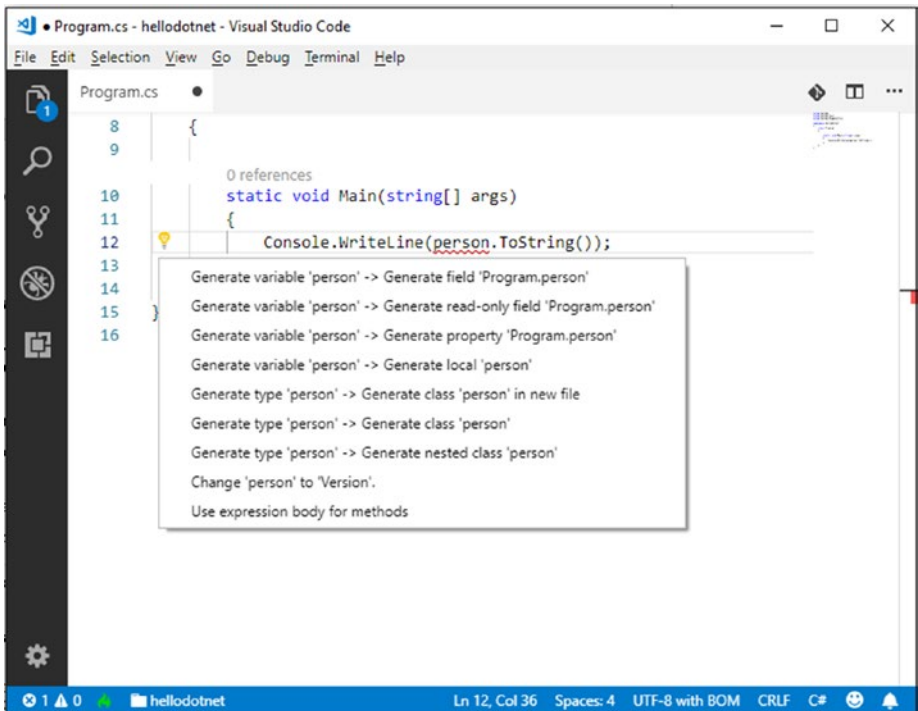 ● Program.cs - hellodotnet - Visual Studio Code
File Edit Selection View Go Debug Terminal Help
1
Program.cs ●
8 {
9
0 references
10 static void Main(string[] args)
11 {
12 Console.WriteLine(person.ToString());
13
14
15 }
16
Generate variable 'person' -> Generate field 'Program.person'
Generate variable 'person' -> Generate read-only field 'Program.person'
Generate variable 'person' -> Generate property 'Program.person'
Generate variable 'person' -> Generate local 'person'
Generate type 'person' -> Generate class 'person' in new file
Generate type 'person' -> Generate class 'person'
Generate type 'person' -> Generate nested class 'person'
Change 'person' to 'Version'.
Use expression body for methods
1 0 hellodotnet Ln 12, Col 36 Spaces: 4 UTF-8 with BOM CRLF C#